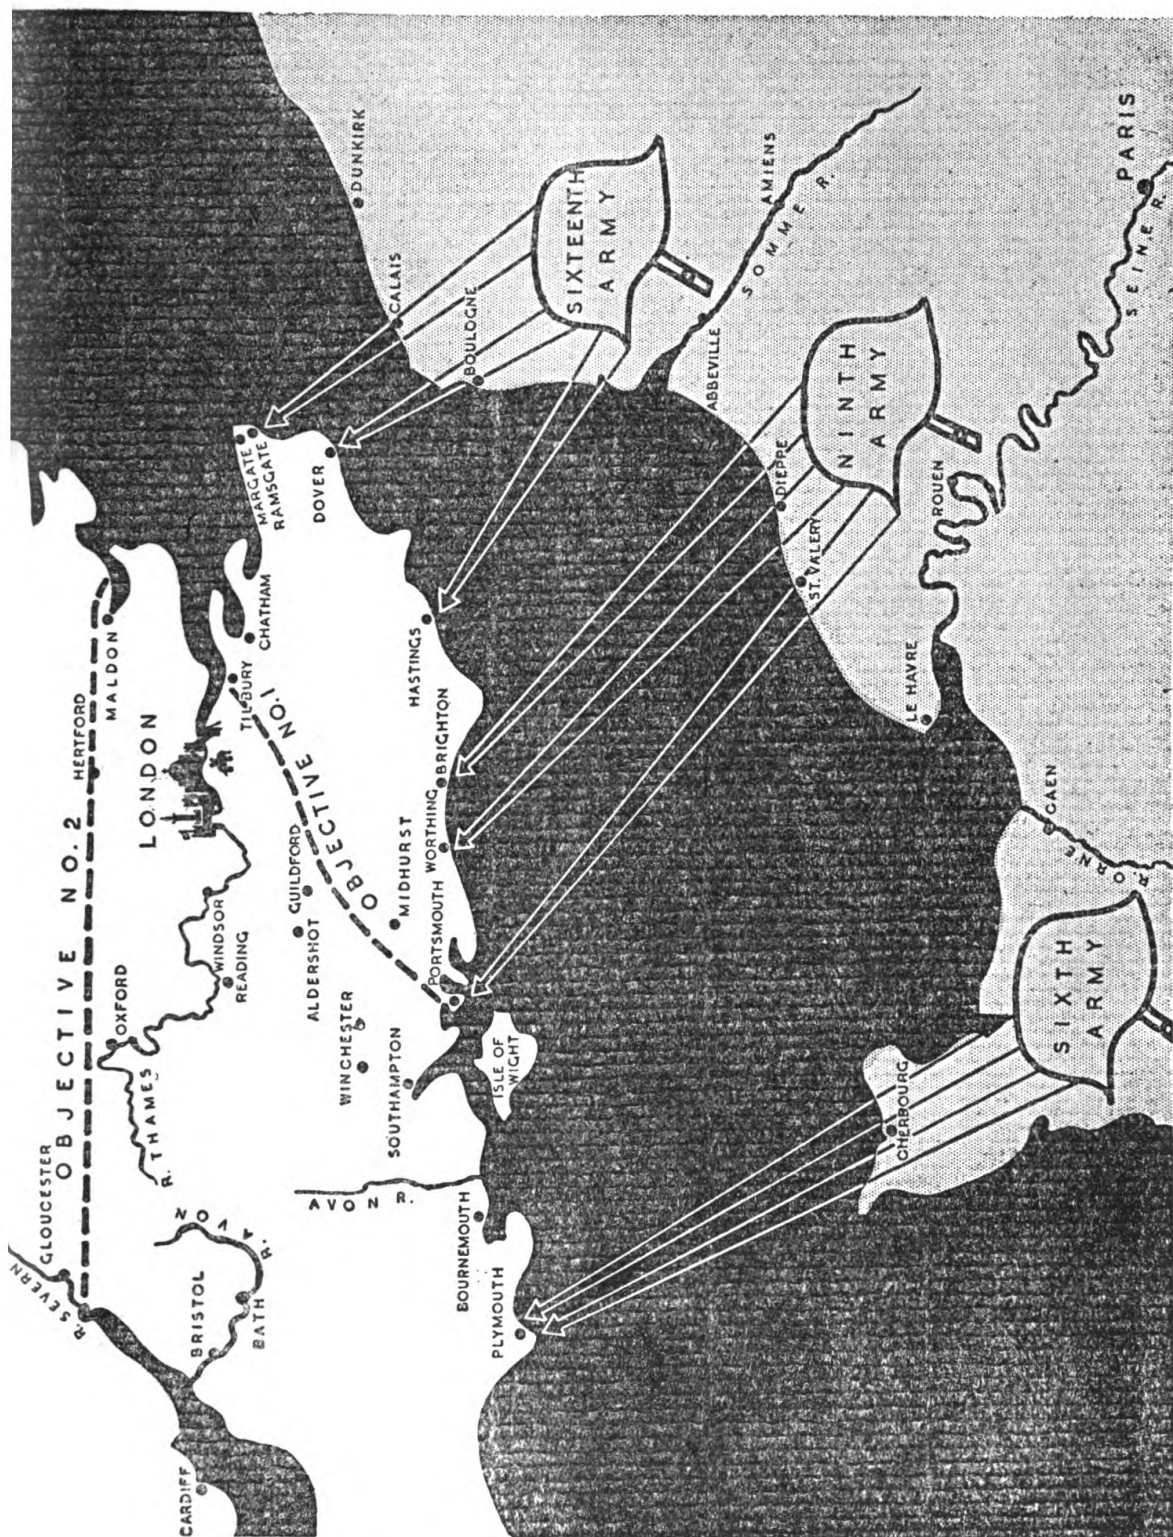 R. SEVERN
GLOUCESTER
OBJECTIVE NO. 2
HERTFORD
MALDON
OXFORD
R. THAMES
LONDON
AVON R.
BRISTOL
BATH
CARDIFF
WINDSOR
READING
TILBURY
CHATHAM
MARGATE
RAMSGATE
DOVER
OBJECTIVE NO.1
GUILDFORD
ALDERSHOT
WINCHESTER
MIDHURST
SOUTHAMPTON
AVON R.
PORTSMOUTH
WORTHING
BRIGHTON
HASTINGS
ISLE OF
WIGHT
BOURNEMOUTH
PLYMOUTH
DUNKIRK
CALAIS
BOULOGNE
SIXTEENTH
ARMY
ABBEVILLE
AMIENS
SOMME R.
DIEPPE
ST. VALERY
NINTH
ARMY
ROUEN
LE HAVRE
SEINE R.
PARIS
CHERBOURG
CAEN
R. ORNE
SIXTH
ARMY